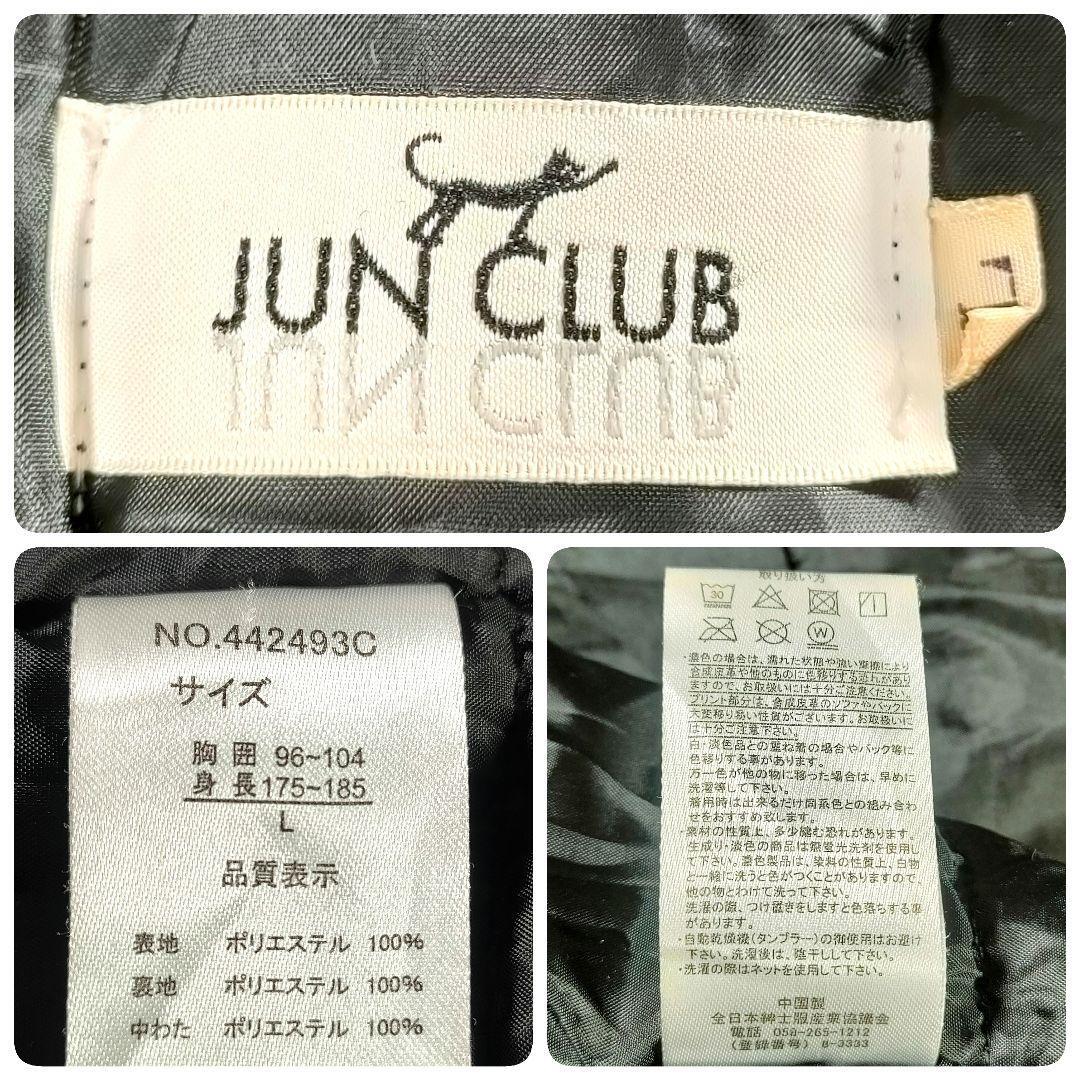 JUN CLUB
L
NO.442493C
サイズ
胸 囲 96~104
身 長175~185
L
品質表示
表地 ポリエステル 100%
裏地 ポリエステル 100%
中わた ポリエステル 100%
取り扱い方
30
W
・濃色の場合は、濡れた状態や強い摩擦により
合成皮革や他のものに色移りする恐れがあり
ますので、お取扱いには十分ご注意ください。
プリント部分は、合成皮革のソファやバックに
大変移り易い性質がございます。お取扱いに
は十分ご注意下さい。
白・淡色品との重ね着の場合やバック等に
色移りする事があります。
万一色が他の物に移った場合は、早めに
洗濯等して下さい。
着用時は出来るだけ同系色との組み合わ
せをおすすめ致します。
・素材の性質上、多少縮む恐れがあります。
生成り・淡色の商品は無蛍光洗剤を使用し
て下さい。濃色製品は、染料の性質上、白物
と一緒に洗うと色がつくことがありますので、
他の物とわけて洗って下さい。
洗濯の際、つけ置きをしますと色落ちする事
があります。
・自動乾燥機(タンブラー)の御使用はお避け
下さい。洗濯後は、陰干しして下さい。
・洗濯の際はネットを使用して下さい。
中国製
全日本紳士服産業協議会
電話 058-265-1212
(登録番号) B-3333